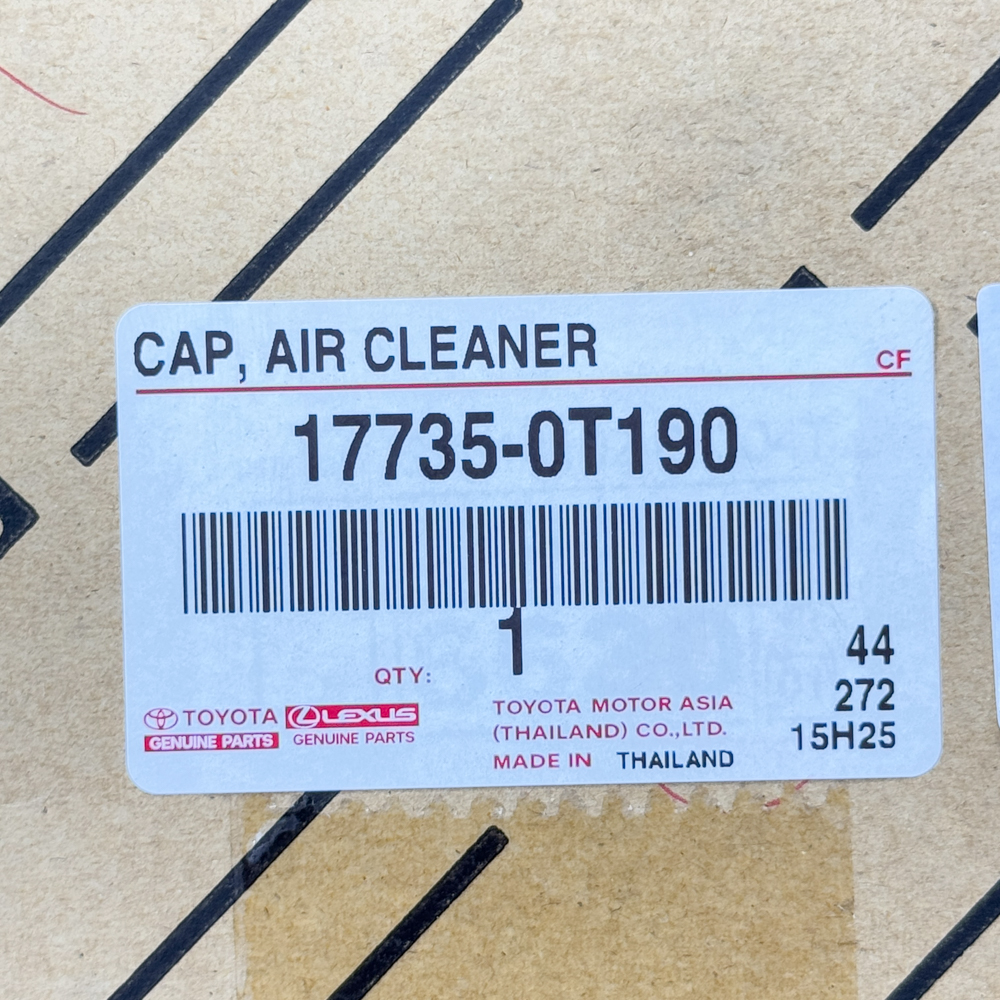 CAP, AIR CLEANER
CF
17735-0T190
1
QTY:
44
272
15H25
TOYOTA
GENUINE PARTS
LEXUS
GENUINE PARTS
TOYOTA MOTOR ASIA
(THAILAND) CO.,LTD.
MADE IN THAILAND